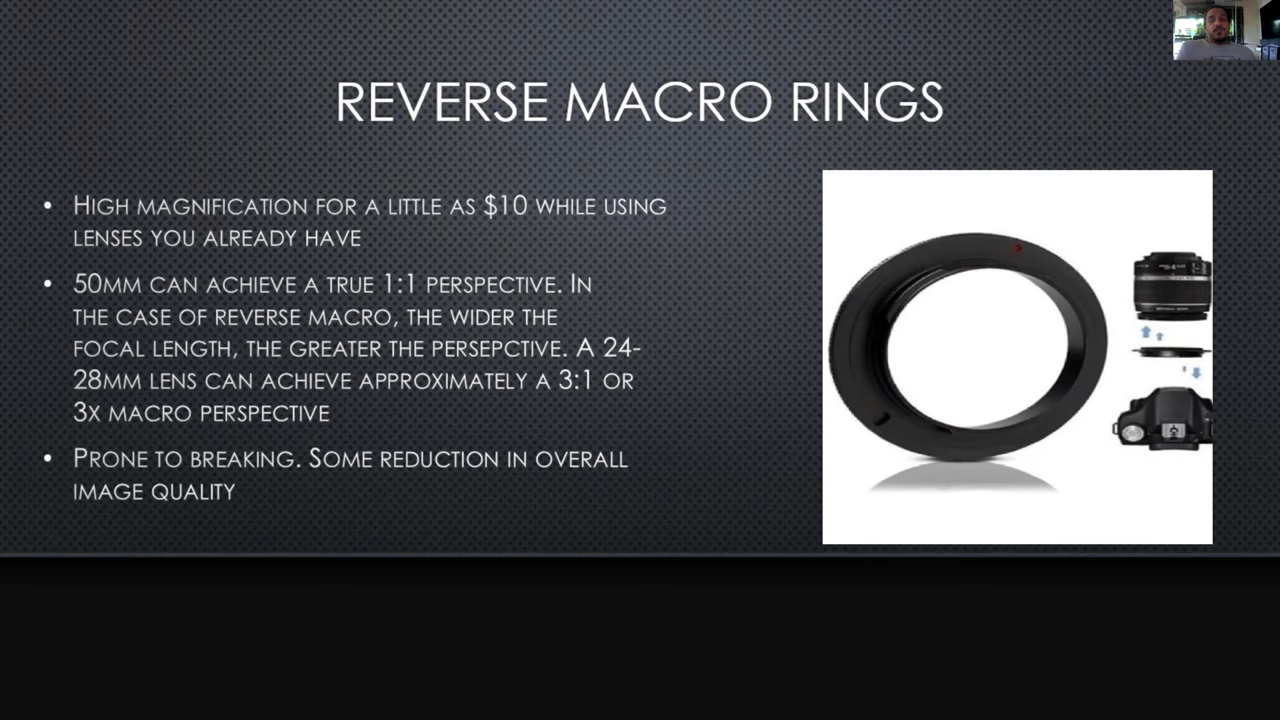 REVERSE MACRO RINGS
• HIGH MAGNIFICATION FOR A LITTLE AS $10 WHILE USING
LENSES YOU ALREADY HAVE
• 50MM CAN ACHIEVE A TRUE 1:1 PERSPECTIVE. IN
THE CASE OF REVERSE MACRO, THE WIDER THE
FOCAL LENGTH, THE GREATER THE PERSEPCTIVE. A 24-
28MM LENS CAN ACHIEVE APPROXIMATELY A 3:1 OR
3X MACRO PERSPECTIVE
• PRONE TO BREAKING. SOME REDUCTION IN OVERALL
IMAGE QUALITY